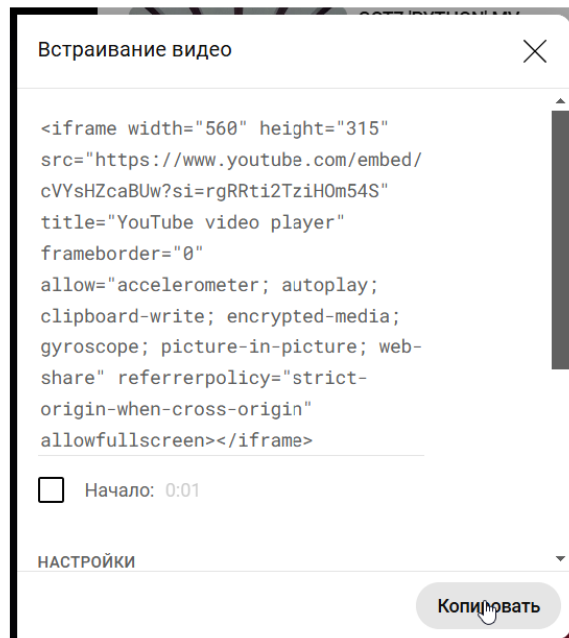 Встраивание видео
<iframe width="560" height="315"
src="https://www.youtube.com/embed/
cVYsHZcaBUw?si=rgRRti2TziHOm54S"
title="YouTube video player"
frameborder="0"
allow="accelerometer; autoplay;
clipboard-write; encrypted-media;
gyroscope; picture-in-picture; web-
share" referrerpolicy="strict-
origin-when-cross-origin"
allowfullscreen></iframe>
Начало: 0:01
НАСТРОЙКИ
Копировать